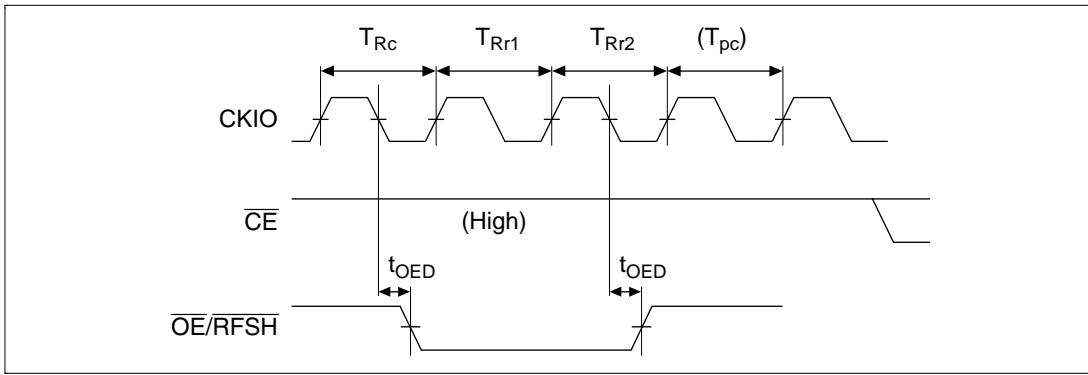 TRc TRr1 TRr2 (Tpc)
CKIO
CE
(High)
tOED tOED
OE/RFSH